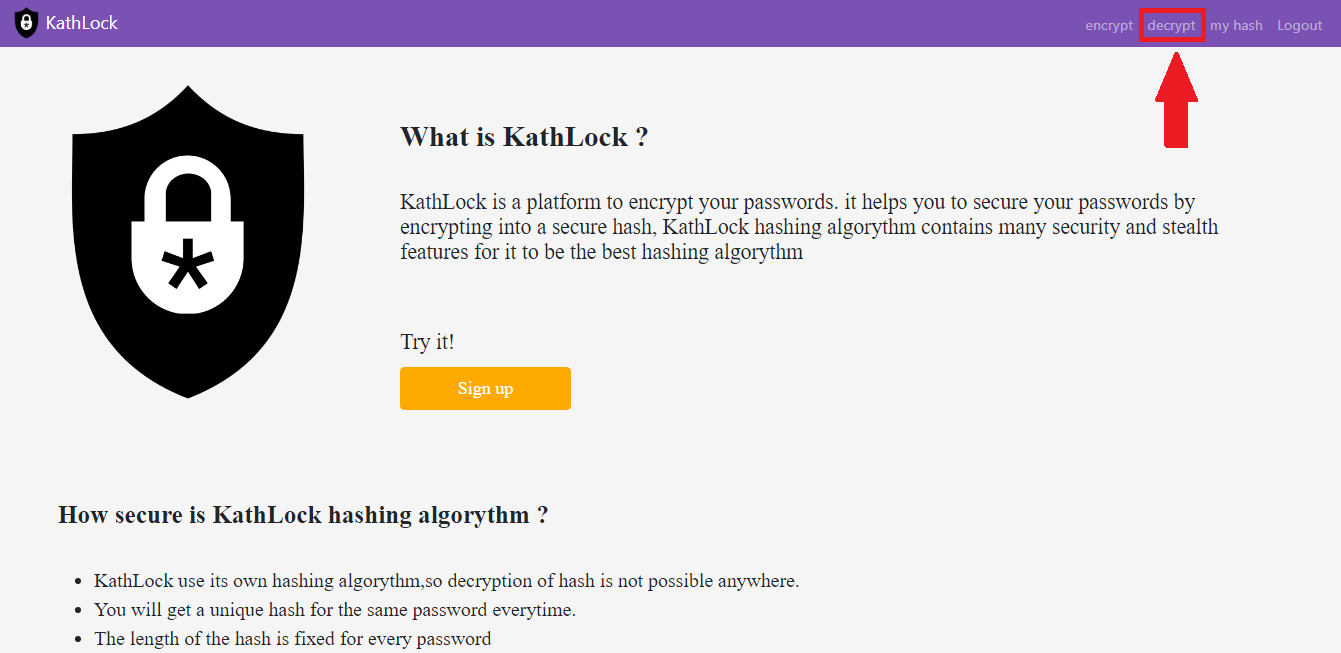 KathLock
encrypt decrypt my hash Logout
What is KathLock ?
KathLock is a platform to encrypt your passwords. it helps you to secure your passwords by
encrypting into a secure hash, KathLock hashing algorythm contains many security and stealth
features for it to be the best hashing algorythm
Try it!
Sign up
How secure is KathLock hashing algorythm ?
• KathLock use its own hashing algorythm,so decryption of hash is not possible anywhere.
• You will get a unique hash for the same password everytime.
• The length of the hash is fixed for every password